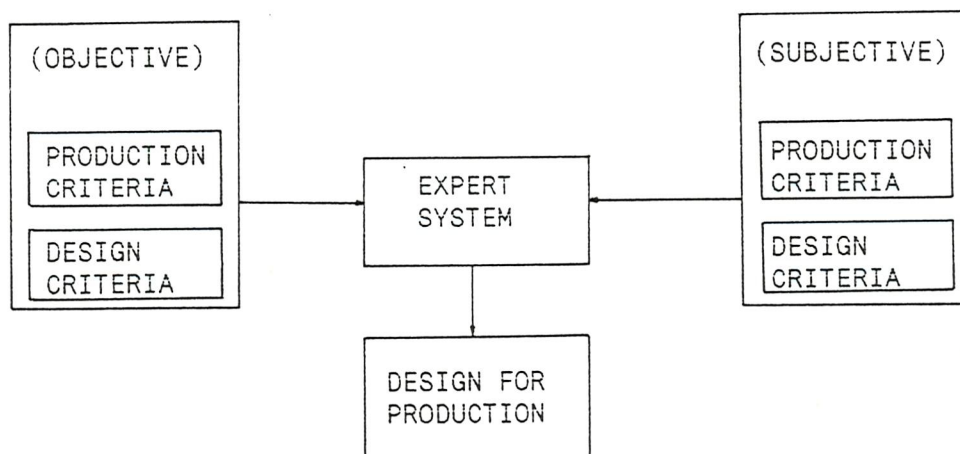 (OBJECTIVE)
PRODUCTION
CRITERIA
DESIGN
CRITERIA
EXPERT
SYSTEM
(SUBJECTIVE)
PRODUCTION
CRITERIA
DESIGN
CRITERIA
DESIGN FOR
PRODUCTION